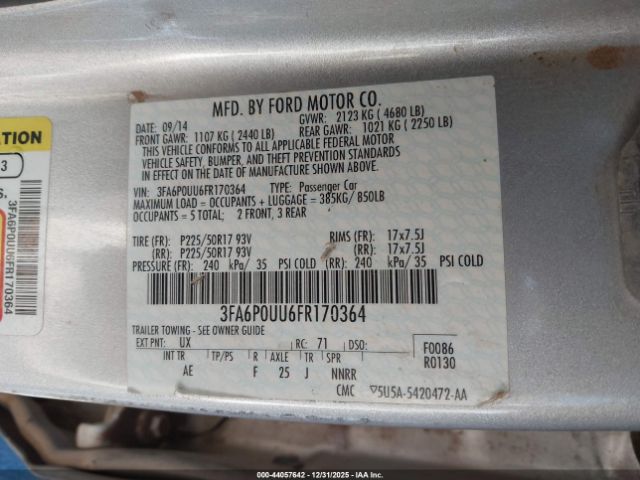 MFD. BY FORD MOTOR CO.
DATE: 09/14 GVWR: 2123 KG ( 4680 LB)
FRONT GAWR: 1107 KG ( 2440 LB) REAR GAWR: 1021 KG ( 2250 LB)
THIS VEHICLE CONFORMS TO ALL APPLICABLE FEDERAL MOTOR
VEHICLE SAFETY, BUMPER, AND THEFT PREVENTION STANDARDS
IN EFFECT ON THE DATE OF MANUFACTURE SHOWN ABOVE.
VIN: 3FA6P0UU6FR170364 TYPE: Passenger Car
MAXIMUM LOAD = OCCUPANTS + LUGGAGE = 385KG/ 850LB
OCCUPANTS = 5 TOTAL; 2 FRONT, 3 REAR
TIRE (FR): P225/50R17 93V RIMS (FR): 17x7.5J
(RR): P225/50R17 93V (RR): 17x7.5J
PRESSURE (FR): 240 kPa/ 35 PSI COLD (RR): 240 kPa/ 35 PSI COLD
3FA6P0UU6FR170364
TRAILER TOWING - SEE OWNER GUIDE
EXT PNT: UX RC: 71 DSO: F0086
INT TR TP/PS R AXLE TR SPR R0130
AE F 25 J NNRR
CMC 5U5A-5420472-AA
ATION
3
3FA6P0UU6FR170364
000-44057642 - 12/31/2025 - Copyright IAA, LLC.